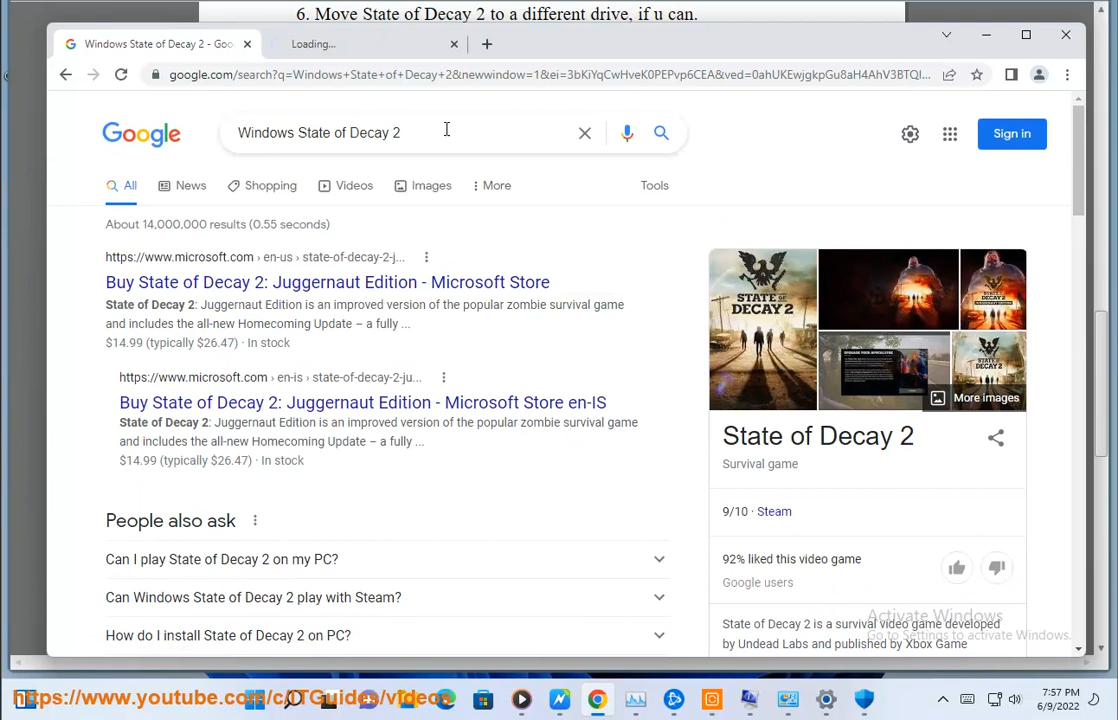 6. Move State of Decay 2 to a different drive, if u can.
Windows State of Decay 2 - Goo
Loading...
google.com/search?q=Windows+State+of+Decay+2&newwindow=1&ei=3bKiYqCwHveK0PEPvp6CEA&ved=0ahUKEwjgkpGu8aH4AhV3BTQI...
Google
Windows State of Decay 2
Sign in
All
News
Shopping
Videos
Images
More
Tools
About 14,000,000 results (0.55 seconds)
https://www.microsoft.com › en-us › state-of-decay-2-j...
Buy State of Decay 2: Juggernaut Edition - Microsoft Store
State of Decay 2: Juggernaut Edition is an improved version of the popular zombie survival game
and includes the all-new Homecoming Update – a fully ...
$14.99 (typically $26.47) · In stock
https://www.microsoft.com › en-is › state-of-decay-2-ju...
Buy State of Decay 2: Juggernaut Edition - Microsoft Store en-IS
State of Decay 2: Juggernaut Edition is an improved version of the popular zombie survival game
and includes the all-new Homecoming Update – a fully ...
$14.99 (typically $26.47) · In stock
People also ask
Can I play State of Decay 2 on my PC?
Can Windows State of Decay 2 play with Steam?
How do I install State of Decay 2 on PC?
STATE OF
DECAY 2
More images
State of Decay 2
Survival game
9/10 · Steam
92% liked this video game
Google users
State of Decay 2 is a survival video game developed
by Undead Labs and published by Xbox Game
Activate Windows
Go to Settings to activate Windows.
https://www.youtube.com/c/ITGuides/videos
7:57 PM
6/9/2022